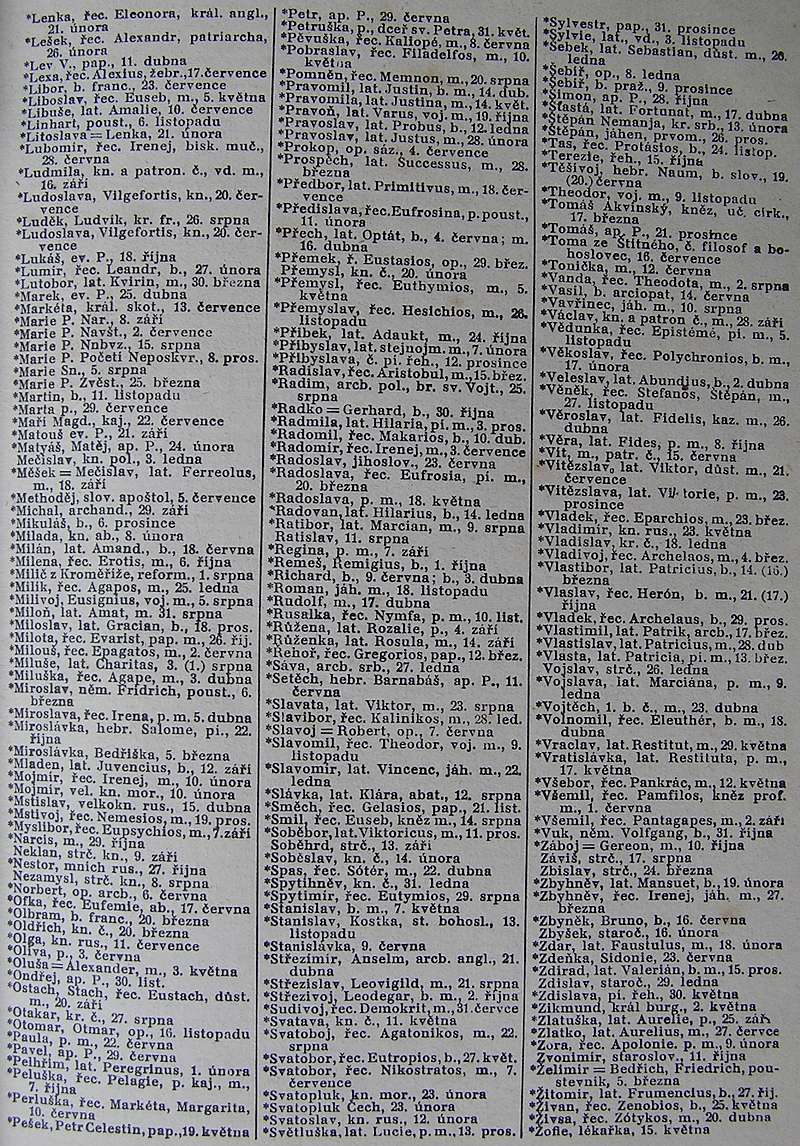 *Lenka, řec. Eleonora, král. angl.,
21. února
*Lešek, řec. Alexandr, patriarcha,
26. února
*Lev V., pap., 11. dubna
*Lexa, řec. Alexius, žebr., 17. července
*Libor, b. franc., 23. července
*Liboslav, řec. Euseb, m., 5. května
*Libuše, lat. Amalie, 10. července
*Linhart, poust., 6. listopadu
*Litoslava = Lenka, 21. února
*Lubomír, řec. Irenej, bisk. muč.,
28. června
*Ludmila, kn. a patron. č., vd. m.,
16. září
*Ludoslava, Vilgefortis, kn., 20. čer-
vence
*Luděk, Ludvík, kr. fr., 26. srpna
*Ludoslava, Vilgefortis, kn., 20. čer-
vence
*Lukáš, ev. P., 18. října
*Lumír, řec. Leandr, b., 27. února
*Lutobor, lat. Kvirin, m., 30. března
*Marek, ev. P., 25. dubna
*Markéta, král. skot., 13. července
*Marie P. Nar., 8. září
*Marie P. Navšt., 2. července
*Marie P. Nnbvz., 15. srpna
*Marie P. Početí Neposkvr., 8. pros.
*Marie Sn., 5. srpna
*Marie P. Zvěst., 25. března
*Martin, b., 11. listopadu
*Marta p., 29. července
*Maří Magd., kaj., 22. července
*Matouš ev. P., 21. září
*Matyáš, Matěj, ap. P., 24. února
Mečislav, kn. pol., 3. ledna
*Měšek = Mečislav, lat. Ferreolus,
m., 18. září
*Methoděj, slov. apoštol, 5. července
*Michal, archand., 29. září
*Mikuláš, b., 6. prosince
*Milada, kn. ab., 8. února
*Milán, lat. Amand., b., 18. června
*Milena, řec. Erotis, m., 6. října
*Milič z Kroměříže, reform., 1. srpna
*Milík, řec. Agapos, m., 25. ledna
*Milivoj, Eusignius, voj. m., 5. srpna
*Miloň, lat. Amat, m. 31. srpna
*Miloslav, lat. Gracian, b., 18. pros.
*Milota, řec. Evarist, pap. m., 26. říj.
*Milouš, řec. Epagatos, m., 2. června
*Miluše, lat. Charitas, 3. (1.) srpna
*Miluška, řec. Agape, m., 3. dubna
*Miroslav, něm. Fridrich, poust., 6.
března
*Miroslava, řec. Irena, p. m. 5. dubna
*Miroslávka, hebr. Salome, pi., 22.
října
*Miroslávka, Bedřiška, 5. března
*Mladen, lat. Juvencius, b., 12. září
*Mojmír, řec. Irenej, m., 10. února
*Mojmír, vel. kn. mor., 10. února
*Mstislav, velkokn. rus., 15. dubna
*Mstivoj, řec. Nemesios, m., 19. pros.
*Myslibor, řec. Eupsychios, m., 7. září
*Narcis, m., 29. října
Neklan, strč. kn., 9. září
*Nestor, mnich rus., 27. října
Nezamysl, strč. kn., 8. srpna
*Norbert, op. arcb., 6. června
*Ofka, řec. Eufemie, ab., 17. června
*Olbram, b. franc., 20. března
*Oldřich, kn. č., 20. března
*Olga, kn. rus., 11. července
*Oliva, p., 3. června
*Oluša = Alexander, m., 3. května
*Ondřej, ap. P., 30. list.
*Ostach, Stach, řec. Eustach, důst.
m., 20. září
*Otakar, kr. č., 27. srpna
*Otomar, Otmar, op., 16. listopadu
*Paula, p. m., 22. června
*Pavel, ap. P., 29. června
*Pelhřim, lat. Peregrinus, 1. února
*Peluška, řec. Pelagie, p. kaj., m.,
7. října
*Perluška, řec. Markéta, Margarita,
10. června
*Pešek, Petr Celestin, pap., 19. května
*Petr, ap. P., 29. června
*Petruška, p., dceř sv. Petra, 31. květ.
*Pěvuška, řec. Kaliopé, m., 8. června
*Pobraslav, řec. Filadelfos, m., 10.
května
*Pomněn, řec. Memnon, m., 20. srpna
*Pravomil, lat. Justin, b. m., 14. dub.
*Pravomila, lat. Justina, m., 14. květ.
*Pravoň, lat. Varus, voj. m., 19. října
*Pravoslav, lat. Probus, b., 12. ledna
*Pravoslav, lat. Justus, m., 28. února
*Prokop, op. sáz., 4. července
*Prospěch, lat. Successus, m., 28.
března
*Předbor, lat. Primitivus, m., 18. čer-
vence
*Předislava, řec. Eufrosina, p. poust.,
11. února
*Přech, lat. Optát, b., 4. června; m.
16. dubna
*Přemek, ř. Eustasios, op., 29. břez.
*Přemysl, kn. č., 20. února
*Přemysl, řec. Euthymios, m., 5.
května
*Přemyslav, řec. Hesichios, m., 26.
listopadu
*Přibek, lat. Adaukt, m., 24. října
*Přibyslav, lat. stejnojm. m., 7. února
*Přibyslava, č. pi. řeh., 12. prosince
*Radislav, řec. Aristobul, m., 15. břez.
*Radim, arcb. pol., br. sv. Vojt., 25.
srpna
*Radko = Gerhard, b., 30. října
*Radmila, lat. Hilaria, pi. m., 3. pros.
*Radomil, řec. Makarios, b., 10. dub.
*Radomír, řec. Irenej, m., 3. července
*Radoslav, jihoslov., 23. června
*Radoslava, řec. Eufrosia, pi. m.,
20. března
*Radoslava, p. m., 18. května
*Radovan, lat. Hilarius, b., 14. ledna
*Ratibor, lat. Marcian, m., 9. srpna
Ratislav, 11. srpna
*Regina, p. m., 7. září
*Remeš, Remigius, b., 1. října
*Richard, b., 9. června; b., 3. dubna
*Roman, jáh. m., 18. listopadu
*Rudolf, m., 17. dubna
*Rusalka, řec. Nymfa, p. m., 10. list.
*Růžena, lat. Rozalie, p., 4. září
*Růženka, lat. Rosula, m., 14. září
*Řehoř, řec. Gregorios, pap., 12. břez.
*Sáva, arcb. srb., 27. ledna
*Setěch, hebr. Barnabáš, ap. P., 11.
června
*Slavata, lat. Viktor, m., 23. srpna
*Slavibor, řec. Kalinikos, m., 28. led.
*Slavoj = Robert, op., 7. června
*Slavomil, řec. Theodor, voj. m., 9.
listopadu
*Slavomír, lat. Vincenc, jáh. m., 22.
ledna
*Slávka, lat. Klára, abat., 12. srpna
*Směch, řec. Gelasios, pap., 21. list.
*Smil, řec. Euseb, kněz m., 14. srpna
*Soběbor, lat. Viktoricus, m., 11. pros.
Soběhrd, strč., 13. září
*Soběslav, kn. č., 14. února
*Spas, řec. Sótér, m., 22. dubna
*Spytihněv, kn. č., 31. ledna
*Spytimír, řec. Eutymios, 29. srpna
*Stanislav, b. m., 7. května
*Stanislav, Kostka, st. bohosl., 13.
listopadu
*Stanislávka, 9. června
*Střezimír, Anselm, arcb. angl., 21.
dubna
*Střezislav, Leovigild, m., 21. srpna
*Střezivoj, Leodegar, b. m., 2. října
*Sudivoj, řec. Demokrit, m., 31. červce
*Svatava, kn. č., 11. května
*Svatoboj, řec. Agatonikos, m., 22.
srpna
*Svatobor, řec. Eutropios, b., 27. květ.
*Svatobor, řec. Nikostratos, m., 7.
července
*Svatopluk, kn. mor., 23. února
*Svatopluk Čech, 23. února
*Svatoslav, kn. rus., 12. února
*Světluška, lat. Lucie, p. m., 13. pros.
*Sylvestr, pap., 31. prosince
*Sylvie, lat., vd., 3. listopadu
*Šebek, lat. Sebastian, důst. m., 26.
ledna
*Šebíř, op., 8. ledna
*Šebíř, b. praž., 9. prosince
*Šimon, ap. P., 28. října
*Šťastá, lat. Fortunat, m., 17. dubna
*Štěpán Nemanja, kr. srb., 13. února
*Štěpán, jáhen, prvom., 26. pros.
*Tas, řec. Protásios, b., 24. listop.
*Terezie, řeh., 15. října
*Těšivoj, hebr. Naum, b. slov., 19.
(20.) června
*Theodor, voj. m., 9. listopadu
*Tomáš Akvinský, kněz, uč. círk.,
17. března
*Tomáš, ap. P., 21. prosince
*Toma ze Štítného, č. filosof a bo-
hoslovec, 16. července
*Tonička, m., 12. června
*Vanda, řec. Theodota, m., 2. srpna
*Vasil, b. arciopat, 14. června
*Vavřinec, jáh. m., 10. srpna
*Václav, kn. a patron č., m., 28. září
*Vědunka, řec. Epistémé, pi. m., 5.
listopadu
*Věkoslav, řec. Polychronios, b. m.,
17. února
*Veleslav, lat. Abundius, b., 2. dubna
*Věněk, řec. Stefanos, Štěpán, m.,
27. listopadu
*Věroslav, lat. Fidelis, kaz. m., 26.
dubna
*Věra, lat. Fides, p. m., 8. října
*Vít, m., patr. č., 15. června
*Vítězslav, lat. Viktor, důst. m., 21.
července
*Vítězslava, lat. Viktorie, p. m., 23.
prosince
*Vladek, řec. Eparchios, m., 23. břez.
*Vladimír, kn. rus., 23. května
*Vladislav, kr. č., 18. ledna
*Vladivoj, řec. Archelaos, m., 4. břez.
*Vlastibor, lat. Patricius, b., 14. (16.)
března
*Vlaslav, řec. Herón, b. m., 21. (17.)
října
*Vladek, řec. Archelaus, b., 29. pros.
*Vlastimil, lat. Patrik, arcb., 17. břez.
*Vlastislav, lat. Patricius, m., 28. dub
*Vlasta, lat. Patricia, pi. m., 13. břez.
Vojslav, strč., 26. ledna
*Vojslava, lat. Marciána, p. m., 9.
ledna
*Vojtěch, 1. b. č., m., 23. dubna
*Volnomil, řec. Eleuthér, b. m., 18.
dubna
*Vraclav, lat. Restitut, m., 29. května
*Vratislávka, lat. Restituta, p. m.,
17. května
*Všebor, řec. Pankrác, m., 12. května
*Všemil, řec. Pamfilos, kněz prof.
m., 1. června
*Všemil, řec. Pantagapes, m., 2. září
*Vuk, něm. Volfgang, b., 31. října
*Záboj = Gereon, m., 10. října
Záviš, strč., 17. srpna
Zbislav, strč., 24. března
*Zbyhněv, lat. Mansuet, b., 19. února
*Zbyhněv, řec. Irenej, jáh. m., 27.
března
*Zbyněk, Bruno, b., 16. června
Zbyšek, staroč., 16. února
*Zdar, lat. Faustulus, m., 18. února
*Zdeňka, Sidonie, 23. června
*Zdirad, lat. Valerián, b. m., 15. pros.
Zdislav, staroč., 29. ledna
*Zdislava, pi. řeh., 30. května
*Zikmund, král burg., 2. května
*Zlatuška, lat. Aurelie, p., 25. září
*Zlatko, lat. Aurelius, m., 27. červce
*Zora, řec. Apolonie. p. m., 9. února
Zvonimír, staroslov., 11. října
*Želimír = Bedřich, Friedrich, pou-
stevník, 5. března
*Žitomír, lat. Frumencius, b., 27. říj.
*Živan, řec. Zenobios, b., 25. května
*Živsa, řec. Zótykos, m., 20. dubna
*Žofie, lékařka, 15. května